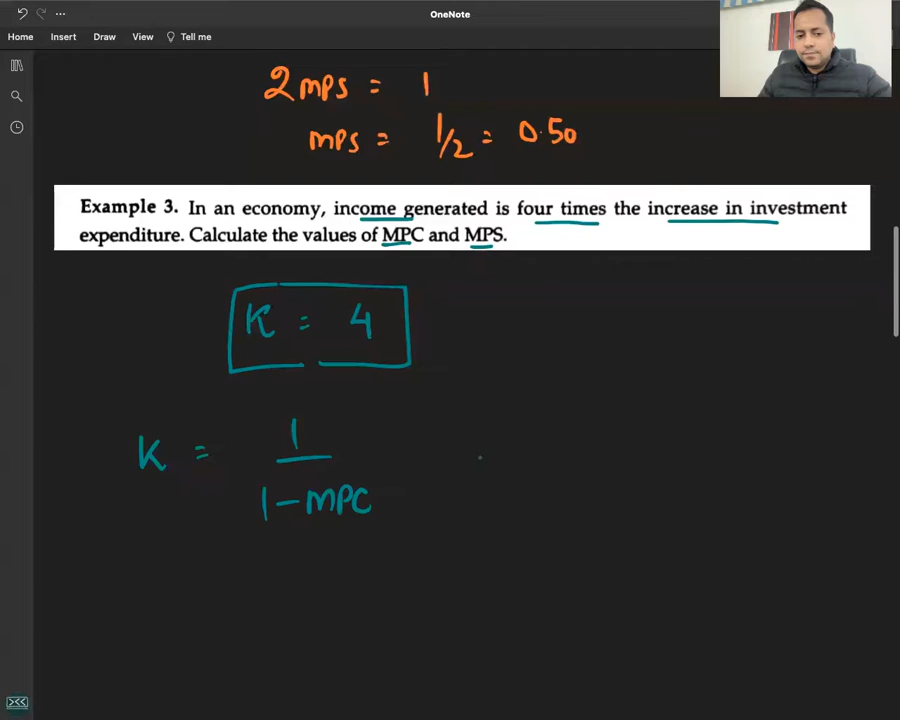 OneNote
Home Insert Draw View Tell me
2 mps = 1
mps = 1/2 = 0.50
Example 3. In an economy, income generated is four times the increase in investment
expenditure. Calculate the values of MPC and MPS.
K = 4
K = 1
1 - MPC